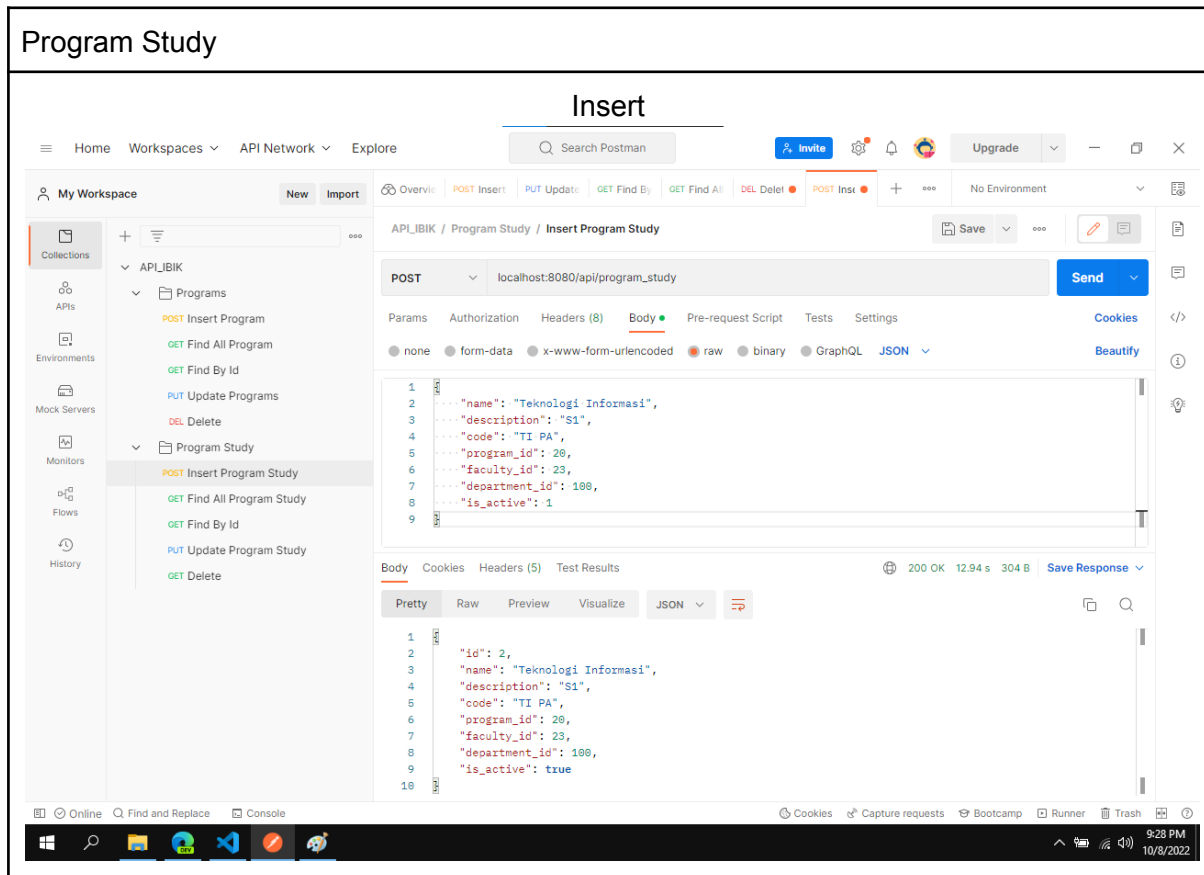 Program Study
Insert
Home Workspaces API Network Explore Search Postman Invite Upgrade
My Workspace New Import
Overvie POST Insert PUT Update GET Find By GET Find All DEL Delet POST Inse No Environment
API_IBIK / Program Study / Insert Program Study Save
Collections
APIs
Environments
Mock Servers
Monitors
Flows
History
API_IBIK
Programs
POST Insert Program
GET Find All Program
GET Find By Id
PUT Update Programs
DEL Delete
Program Study
POST Insert Program Study
GET Find All Program Study
GET Find By Id
PUT Update Program Study
GET Delete
POST localhost:8080/api/program_study Send
Params Authorization Headers (8) Body Pre-request Script Tests Settings Cookies
none form-data x-www-form-urlencoded raw binary GraphQL JSON Beautify
1 {
2 "name": "Teknologi Informasi",
3 "description": "S1",
4 "code": "TI PA",
5 "program_id": 20,
6 "faculty_id": 23,
7 "department_id": 100,
8 "is_active": 1
9 }
Body Cookies Headers (5) Test Results 200 OK 12.94 s 304 B Save Response
Pretty Raw Preview Visualize JSON
1 {
2 "id": 2,
3 "name": "Teknologi Informasi",
4 "description": "S1",
5 "code": "TI PA",
6 "program_id": 20,
7 "faculty_id": 23,
8 "department_id": 100,
9 "is_active": true
10 }
Online Find and Replace Console Cookies Capture requests Bootcamp Runner Trash
DEV
9:28 PM
10/8/2022